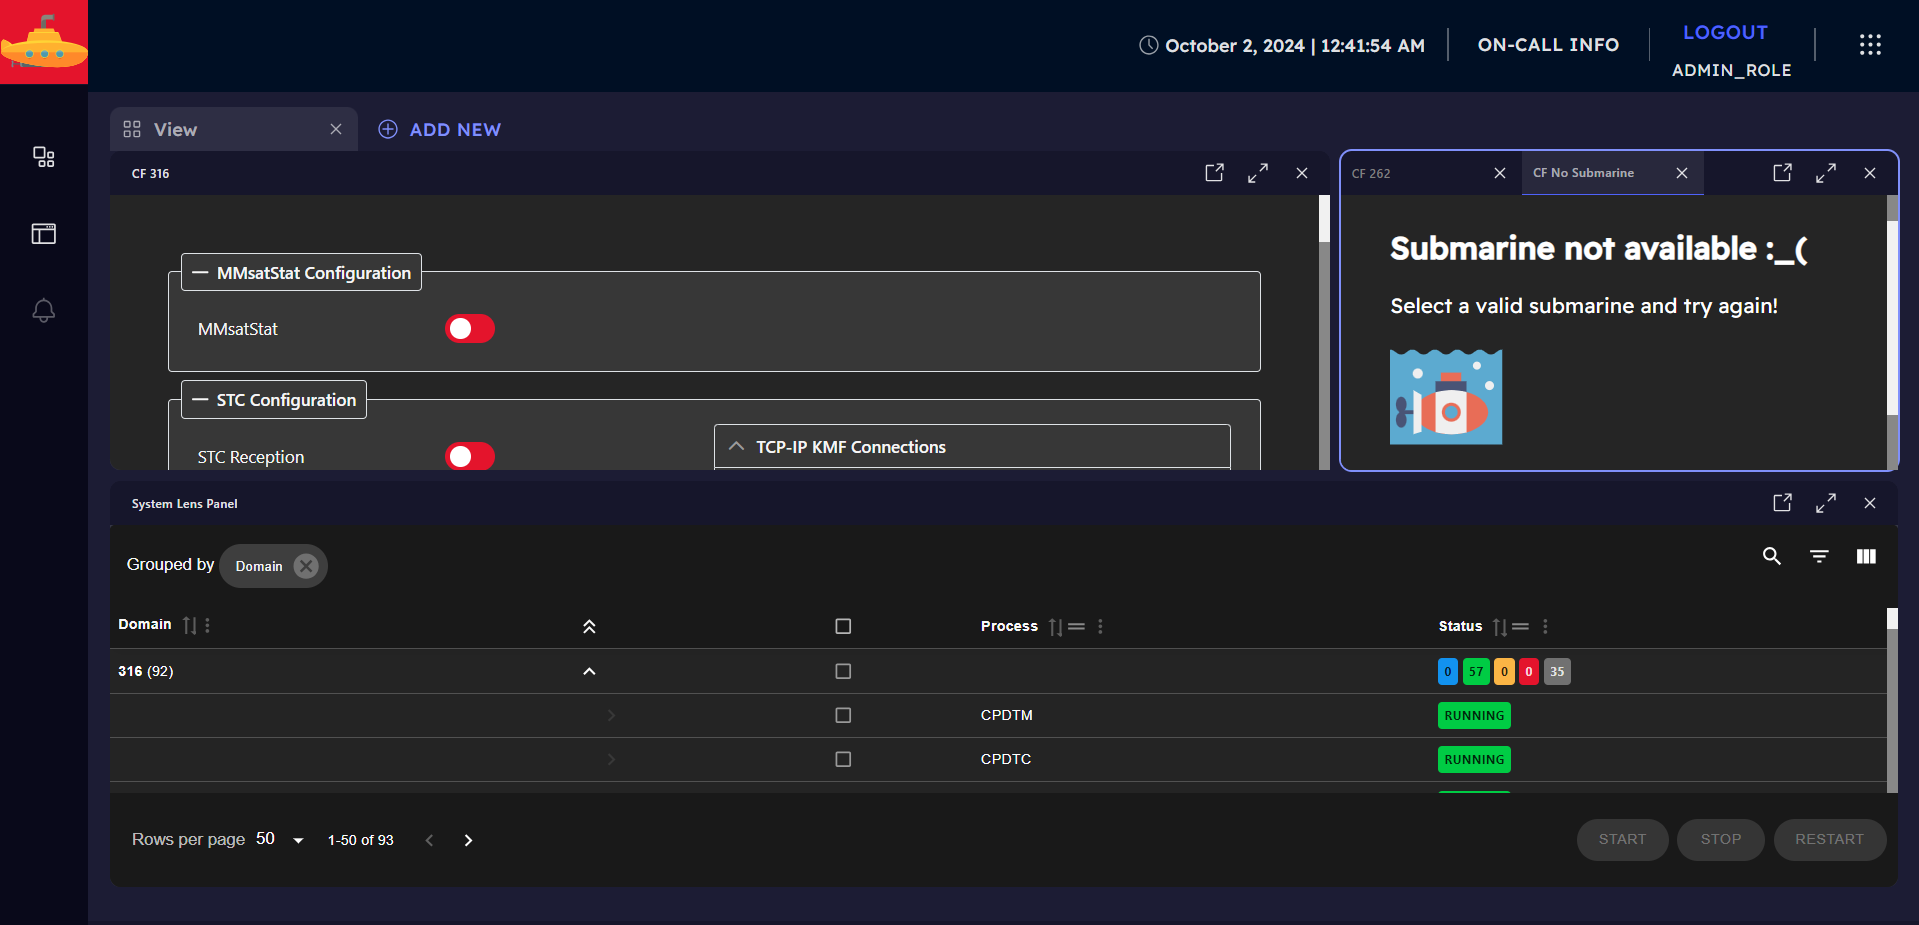 October 2, 2024 | 12:41:54 AM
ON-CALL INFO
LOGOUT
ADMIN_ROLE
View
ADD NEW
CF 316
CF 262
CF No Submarine
MMsatStat Configuration
MMsatStat
STC Configuration
STC Reception
TCP-IP KMF Connections
Submarine not available :_(
Select a valid submarine and try again!
System Lens Panel
Grouped by Domain
Domain Process Status
316 (92) 0 57 0 0 35
CPDTM RUNNING
CPDTC RUNNING
Rows per page 50 1-50 of 93
START STOP RESTART